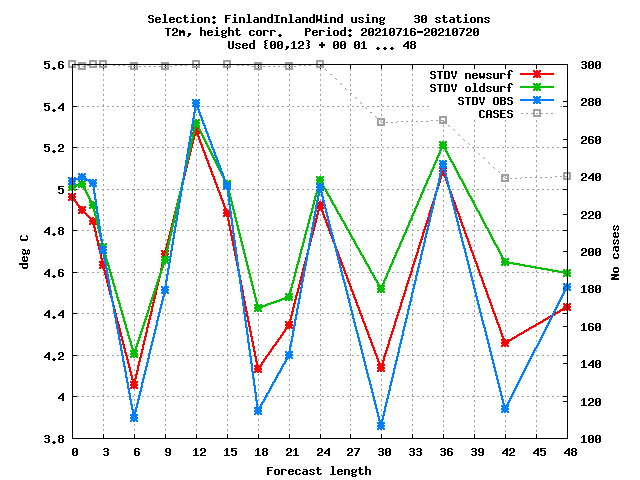 Selection: FinlandInlandWind using    30 stations
T2m, height corr.   Period: 20210716-20210720
Used {00,12} + 00 01 ... 48
STDV newsurf
STDV oldsurf
STDV OBS
CASES
5.6
5.4
5.2
5
4.8
4.6
4.4
4.2
4
3.8
deg C
300
280
260
240
220
200
180
160
140
120
100
No cases
0 3 6 9 12 15 18 21 24 27 30 33 36 39 42 45 48
Forecast length